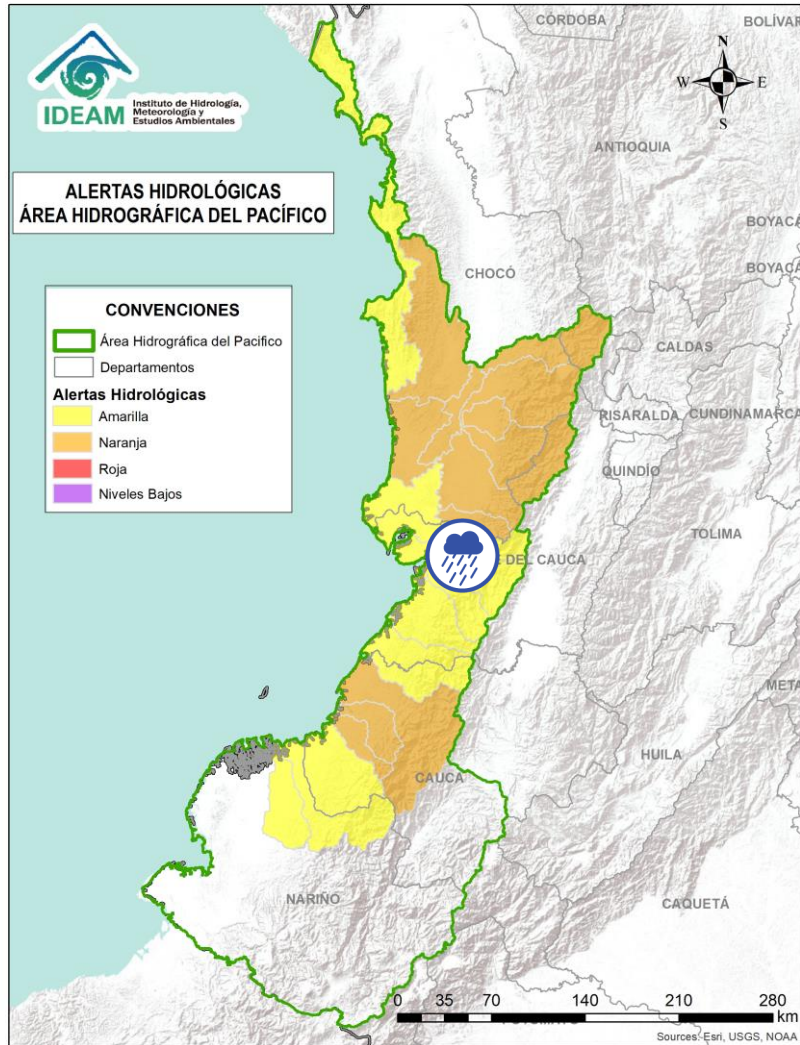 CÓRDOBA
BOLÍVAR
N
W
E
S
IDEAM
Instituto de Hidrología,
Meteorología y
Estudios Ambientales
ANTIOQUIA
ALERTAS HIDROLÓGICAS
ÁREA HIDROGRÁFICA DEL PACÍFICO
BOYACÁ
BOYACÁ
CHOCÓ
CONVENCIONES
Área Hidrográfica del Pacifico
Departamentos
Alertas Hidrológicas
Amarilla
Naranja
Roja
Niveles Bajos
CALDAS
RISARALDA
CUNDINAMARCA
QUINDÍO
TOLIMA
DEL CAUCA
META
HUILA
CAUCA
NARIÑO
CAQUETÁ
0 35 70 140 210 280
km
Sources: Esri, USGS, NOAA